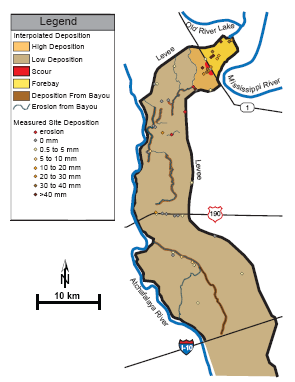 Legend
Interpolated Deposition
High Deposition
Low Deposition
Scour
Forebay
Deposition From Bayou
Erosion from Bayou
Measured Site Deposition
erosion
0 mm
0.5 to 5 mm
5 to 10 mm
10 to 20 mm
20 to 30 mm
30 to 40 mm
>40 mm
N
10 km
Old River Lake
Levee
Mississippi River
1
Levee
190
Atchafalaya River
I-10